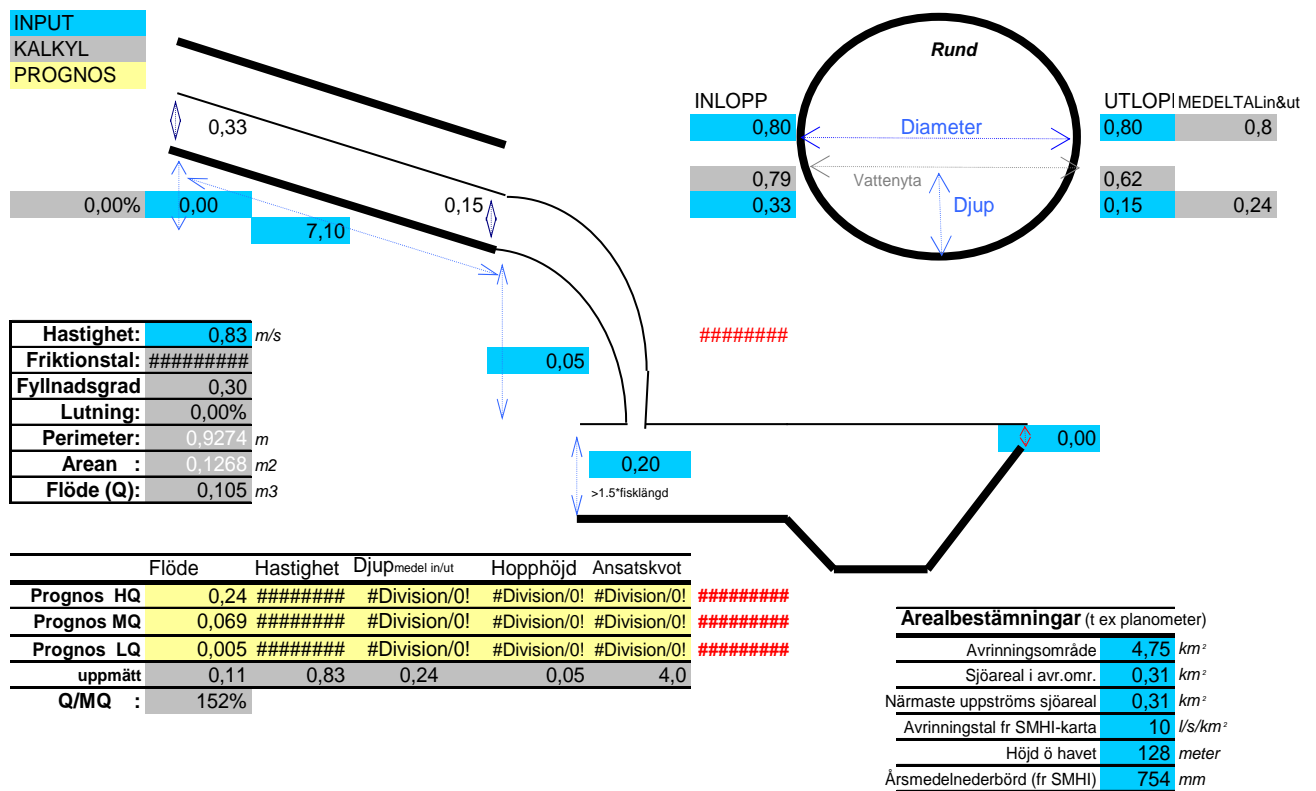 INPUT
KALKYL
PROGNOS
Rund
INLOPP
UTLOP MEDELTALin&ut
0,80 Diameter 0,80 0,8
0,33
0,79 Vattenyta 0,62
0,33 Djup 0,15 0,24
0,00% 0,00 0,15
7,10
Hastighet: 0,83 m/s
########
Friktionstal: #########
0,05
Fyllnadsgrad 0,30
Lutning: 0,00%
Perimeter: 0,9274 m
0,00
Arean : 0,1268 m2
0,20
Flöde (Q): 0,105 m3
>1.5*fisklängd
Flöde Hastighet Djup medel in/ut Hopphöjd Ansatskvot
Prognos HQ 0,24 ######## #Division/0! #Division/0! #Division/0! #########
Prognos MQ 0,069 ######## #Division/0! #Division/0! #Division/0! #########
Prognos LQ 0,005 ######## #Division/0! #Division/0! #Division/0! #########
uppmätt 0,11 0,83 0,24 0,05 4,0
Q/MQ : 152%
Arealbestämningar (t ex planometer)
Avrinningsområde 4,75 km²
Sjöareal i avr.omr. 0,31 km²
Närmaste uppströms sjöareal 0,31 km²
Avrinningstal fr SMHI-karta 10 l/s/km²
Höjd ö havet 128 meter
Årsmedelnederbörd (fr SMHI) 754 mm